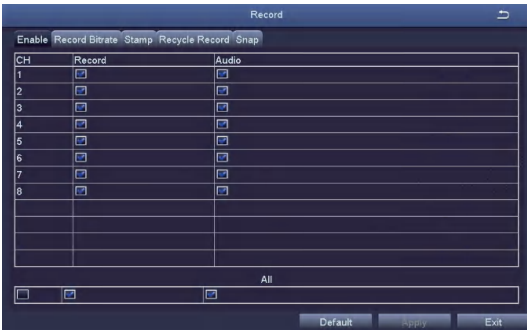 Record
Enable Record Bitrate Stamp Recycle Record Snap
CH Record Audio
1
2
3
4
5
6
7
8
All
Default Apply Exit